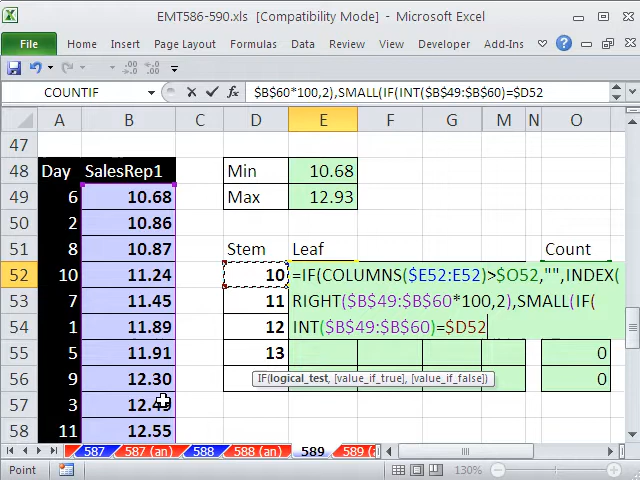 EMT586-590.xls [Compatibility Mode] - Microsoft Excel
File Home Insert Page Layout Formulas Data Review View Developer Add-Ins
COUNTIF fx $B$60*100,2),SMALL(IF(INT($B$49:$B$60)=$D52
A B C D E F G M N O
47
48 Day SalesRep1 Min 10.68
49 6 10.68 Max 12.93
50 2 10.86
51 8 10.87 Stem Leaf Count
52 10 11.24 10 =IF(COLUMNS($E52:E52)>$O52,"",INDEX(
53 7 11.45 11 RIGHT($B$49:$B$60*100,2),SMALL(IF(
54 1 11.89 12 INT($B$49:$B$60)=$D52
55 5 11.91 13 0
56 9 12.30 0
IF(logical_test, [value_if_true], [value_if_false])
57 3 12.49
58 11 12.55
587 587 (an) 588 588 (an) 589 589 (an)
Point 130%